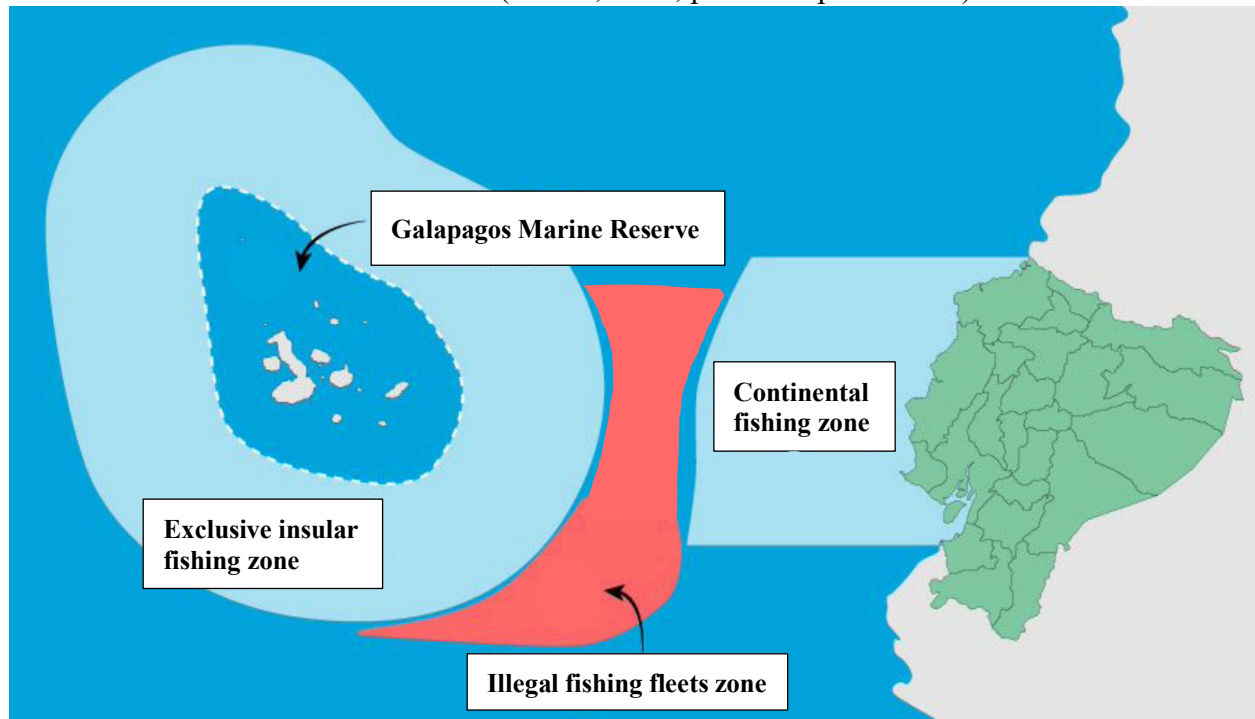 Galapagos Marine Reserve
Continental
fishing zone
Exclusive insular
fishing zone
Illegal fishing fleets zone